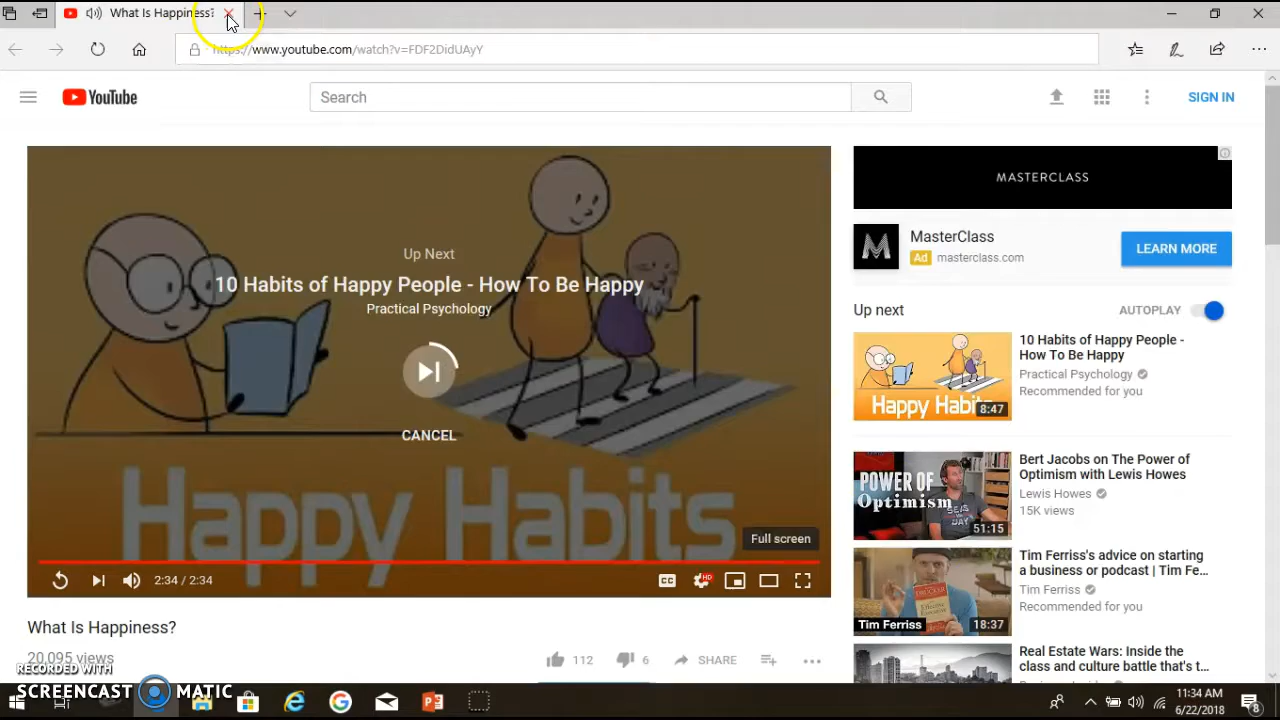 What Is Happiness?
https://www.youtube.com/watch?v=FDF2DidUAyY
YouTube
Search
SIGN IN
Up Next
10 Habits of Happy People - How To Be Happy
Practical Psychology
CANCEL
Happy Habits
Full screen
2:34 / 2:34
CC
HD
What Is Happiness?
20,095 views
112
6
SHARE
MASTERCLASS
MasterClass
Ad masterclass.com
LEARN MORE
Up next
AUTOPLAY
10 Habits of Happy People -
How To Be Happy
Practical Psychology
Recommended for you
Happy Habits
8:47
Bert Jacobs on The Power of
Optimism with Lewis Howes
Lewis Howes
15K views
POWER OF
Optimism
51:15
Tim Ferriss's advice on starting
a business or podcast | Tim Fe...
Tim Ferriss
Recommended for you
Tim Ferriss
18:37
Real Estate Wars: Inside the
class and culture battle that's t...
RECORDED WITH
SCREENCAST MATIC
11:34 AM
6/22/2018
8